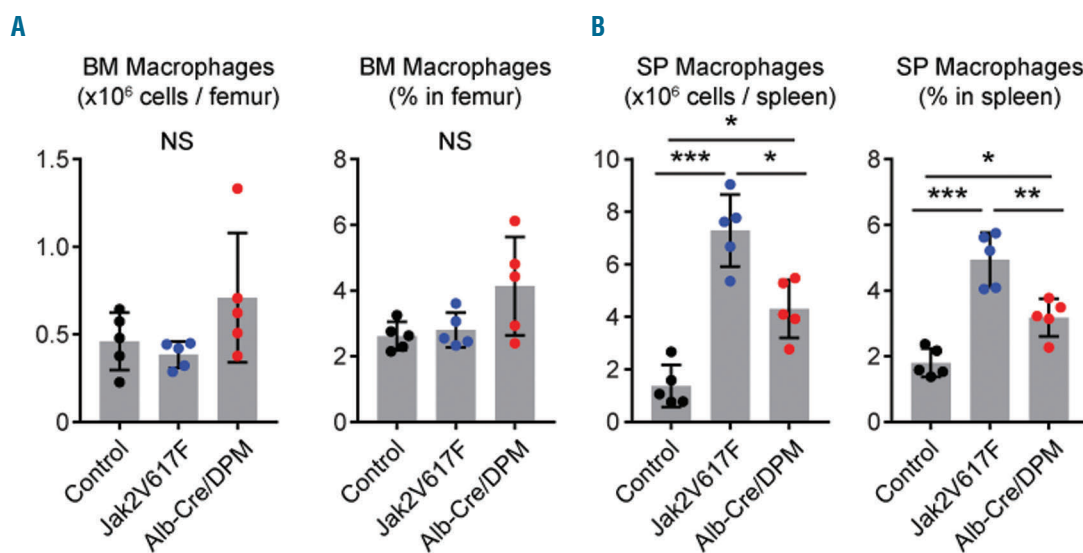 A
BM Macrophages
(x10⁶ cells / femur)
NS
1.5
1.0
0.5
0
Control
Jak2V617F
Alb-Cre/DPM
BM Macrophages
(% in femur)
NS
8
6
4
2
0
Control
Jak2V617F
Alb-Cre/DPM
B
SP Macrophages
(x10⁶ cells / spleen)
*
*** *
10
8
6
4
2
0
Control
Jak2V617F
Alb-Cre/DPM
SP Macrophages
(% in spleen)
*
*** **
8
6
4
2
0
Control
Jak2V617F
Alb-Cre/DPM